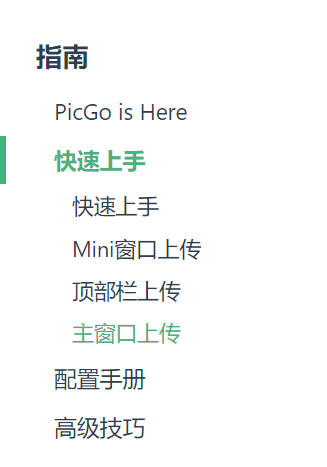 指南
PicGo is Here
快速上手
快速上手
Mini窗口上传
顶部栏上传
主窗口上传
配置手册
高级技巧